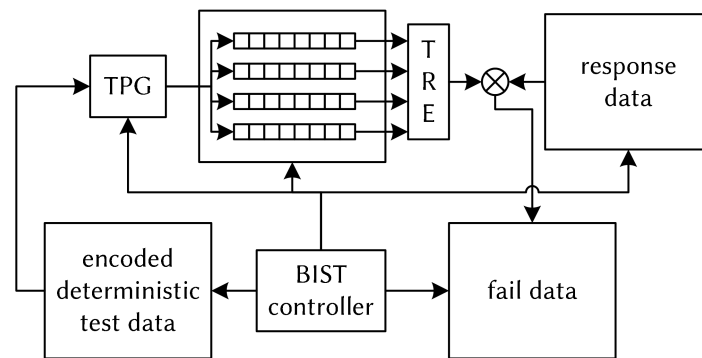 TPG
T
R
E
response
data
encoded
deterministic
test data
BIST
controller
fail data